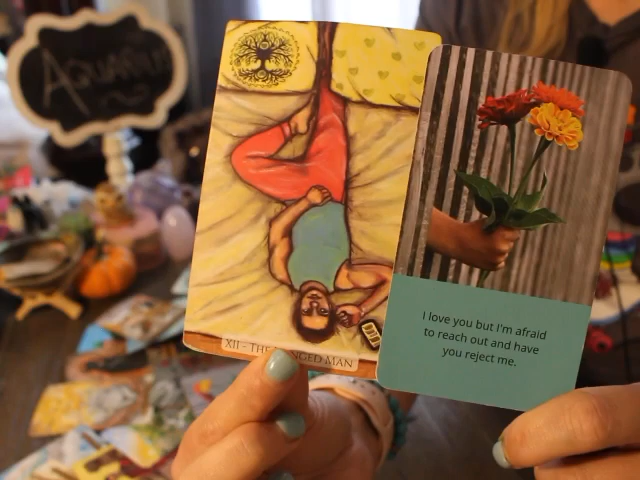 AQUARIUS
XII - THE HANGED MAN
I love you but I'm afraid
to reach out and have
you reject me.